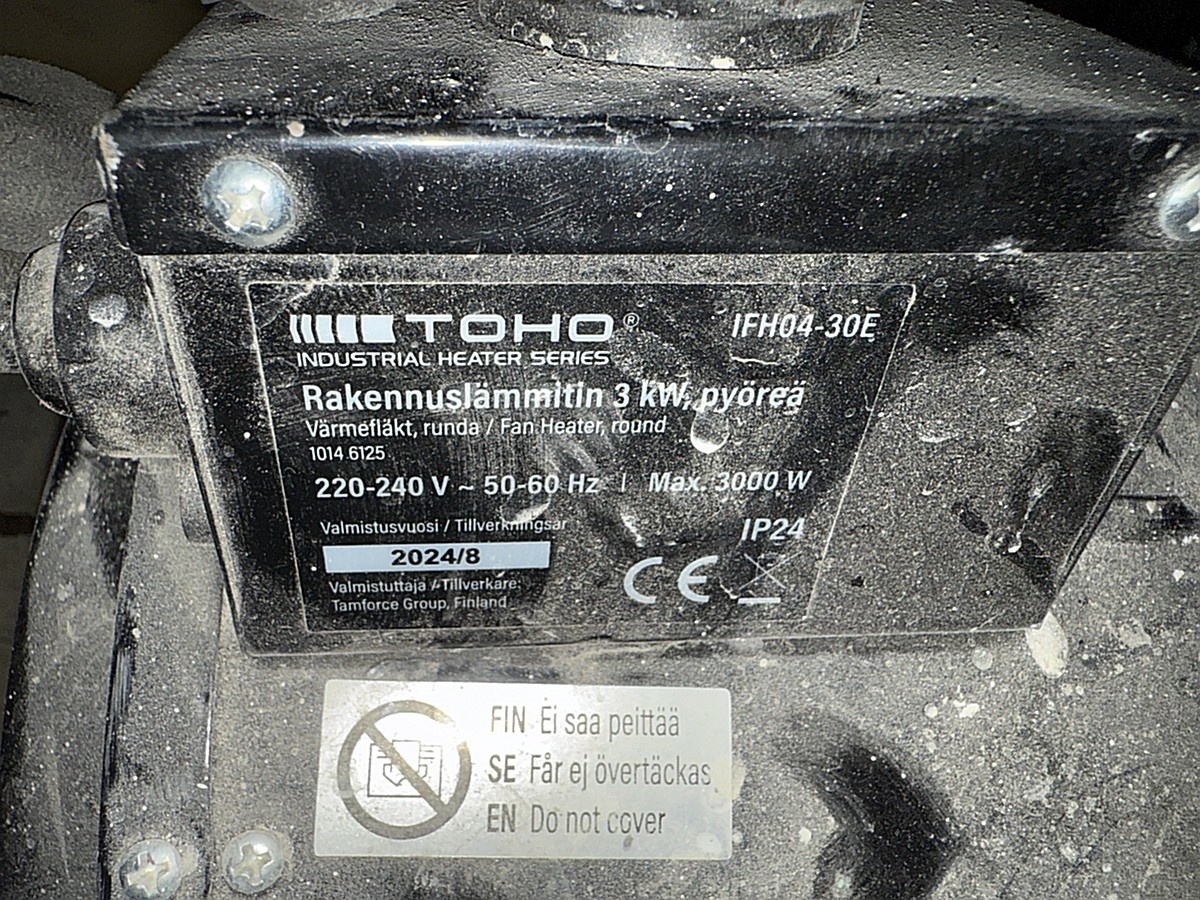 TOHO® IFH04-30E
INDUSTRIAL HEATER SERIES
Rakennuslämmitin 3 kW, pyöreä
Värmefläkt, runda / Fan Heater, round
1014 6125
220-240 V ~ 50-60 Hz | Max. 3000 W
Valmistusvuosi / Tillverkningsår IP24
2024/8
Valmistuttaja / Tillverkare:
Tamforce Group, Finland
CE
FIN Ei saa peittää
SE Får ej övertäckas
EN Do not cover